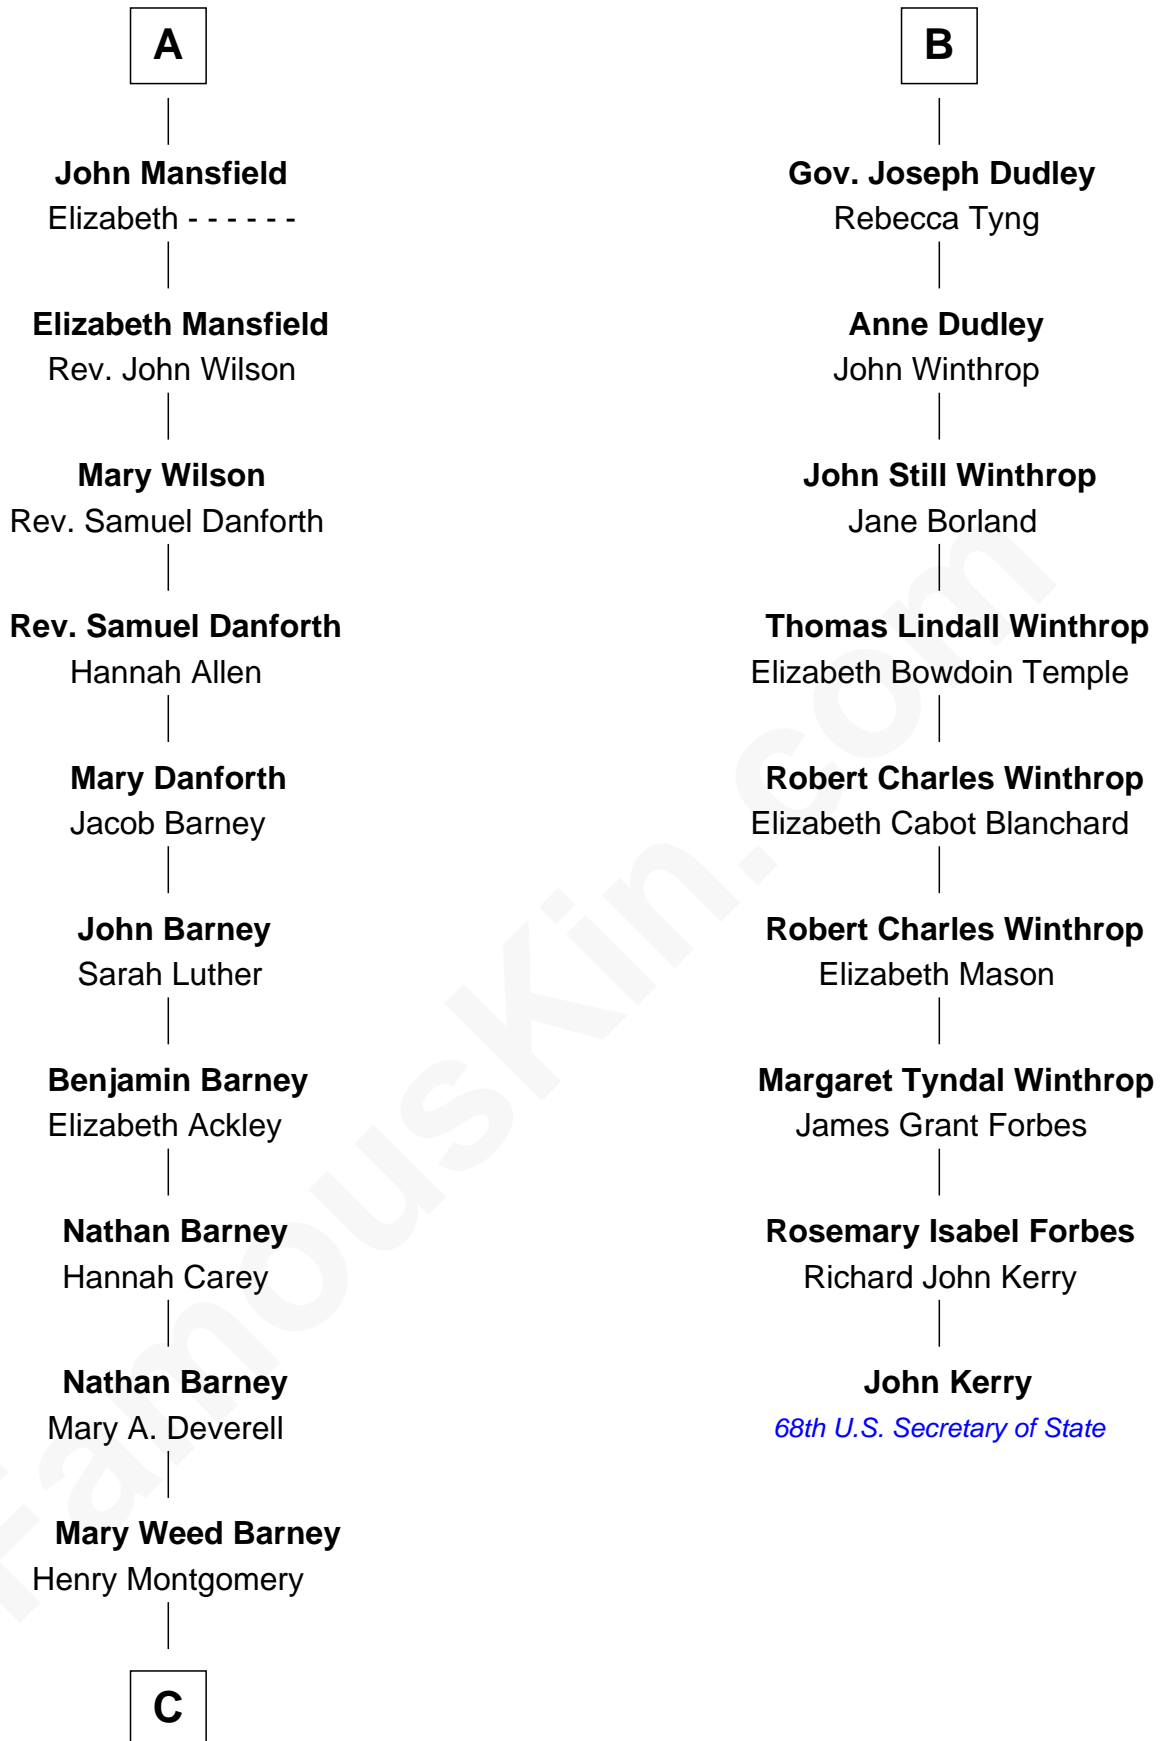 A
John Mansfield
Elizabeth - - - - - -
Elizabeth Mansfield
Rev. John Wilson
Mary Wilson
Rev. Samuel Danforth
Rev. Samuel Danforth
Hannah Allen
Mary Danforth
Jacob Barney
John Barney
Sarah Luther
Benjamin Barney
Elizabeth Ackley
Nathan Barney
Hannah Carey
Nathan Barney
Mary A. Deverell
Mary Weed Barney
Henry Montgomery
C
B
Gov. Joseph Dudley
Rebecca Tyng
Anne Dudley
John Winthrop
John Still Winthrop
Jane Borland
Thomas Lindall Winthrop
Elizabeth Bowdoin Temple
Robert Charles Winthrop
Elizabeth Cabot Blanchard
Robert Charles Winthrop
Elizabeth Mason
Margaret Tyndal Winthrop
James Grant Forbes
Rosemary Isabel Forbes
Richard John Kerry
John Kerry
68th U.S. Secretary of State
FamousKin.com